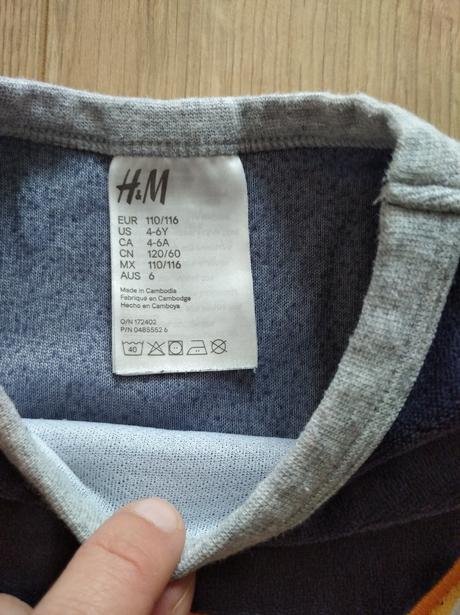 H&M
EUR 110/116
US 4-6Y
CA 4-6A
CN 120/60
MX 110/116
AUS 6
Made in Cambodia
Fabriqué en Cambodge
Hecho en Camboya
O/N 172402
P/N 0485552 6
40